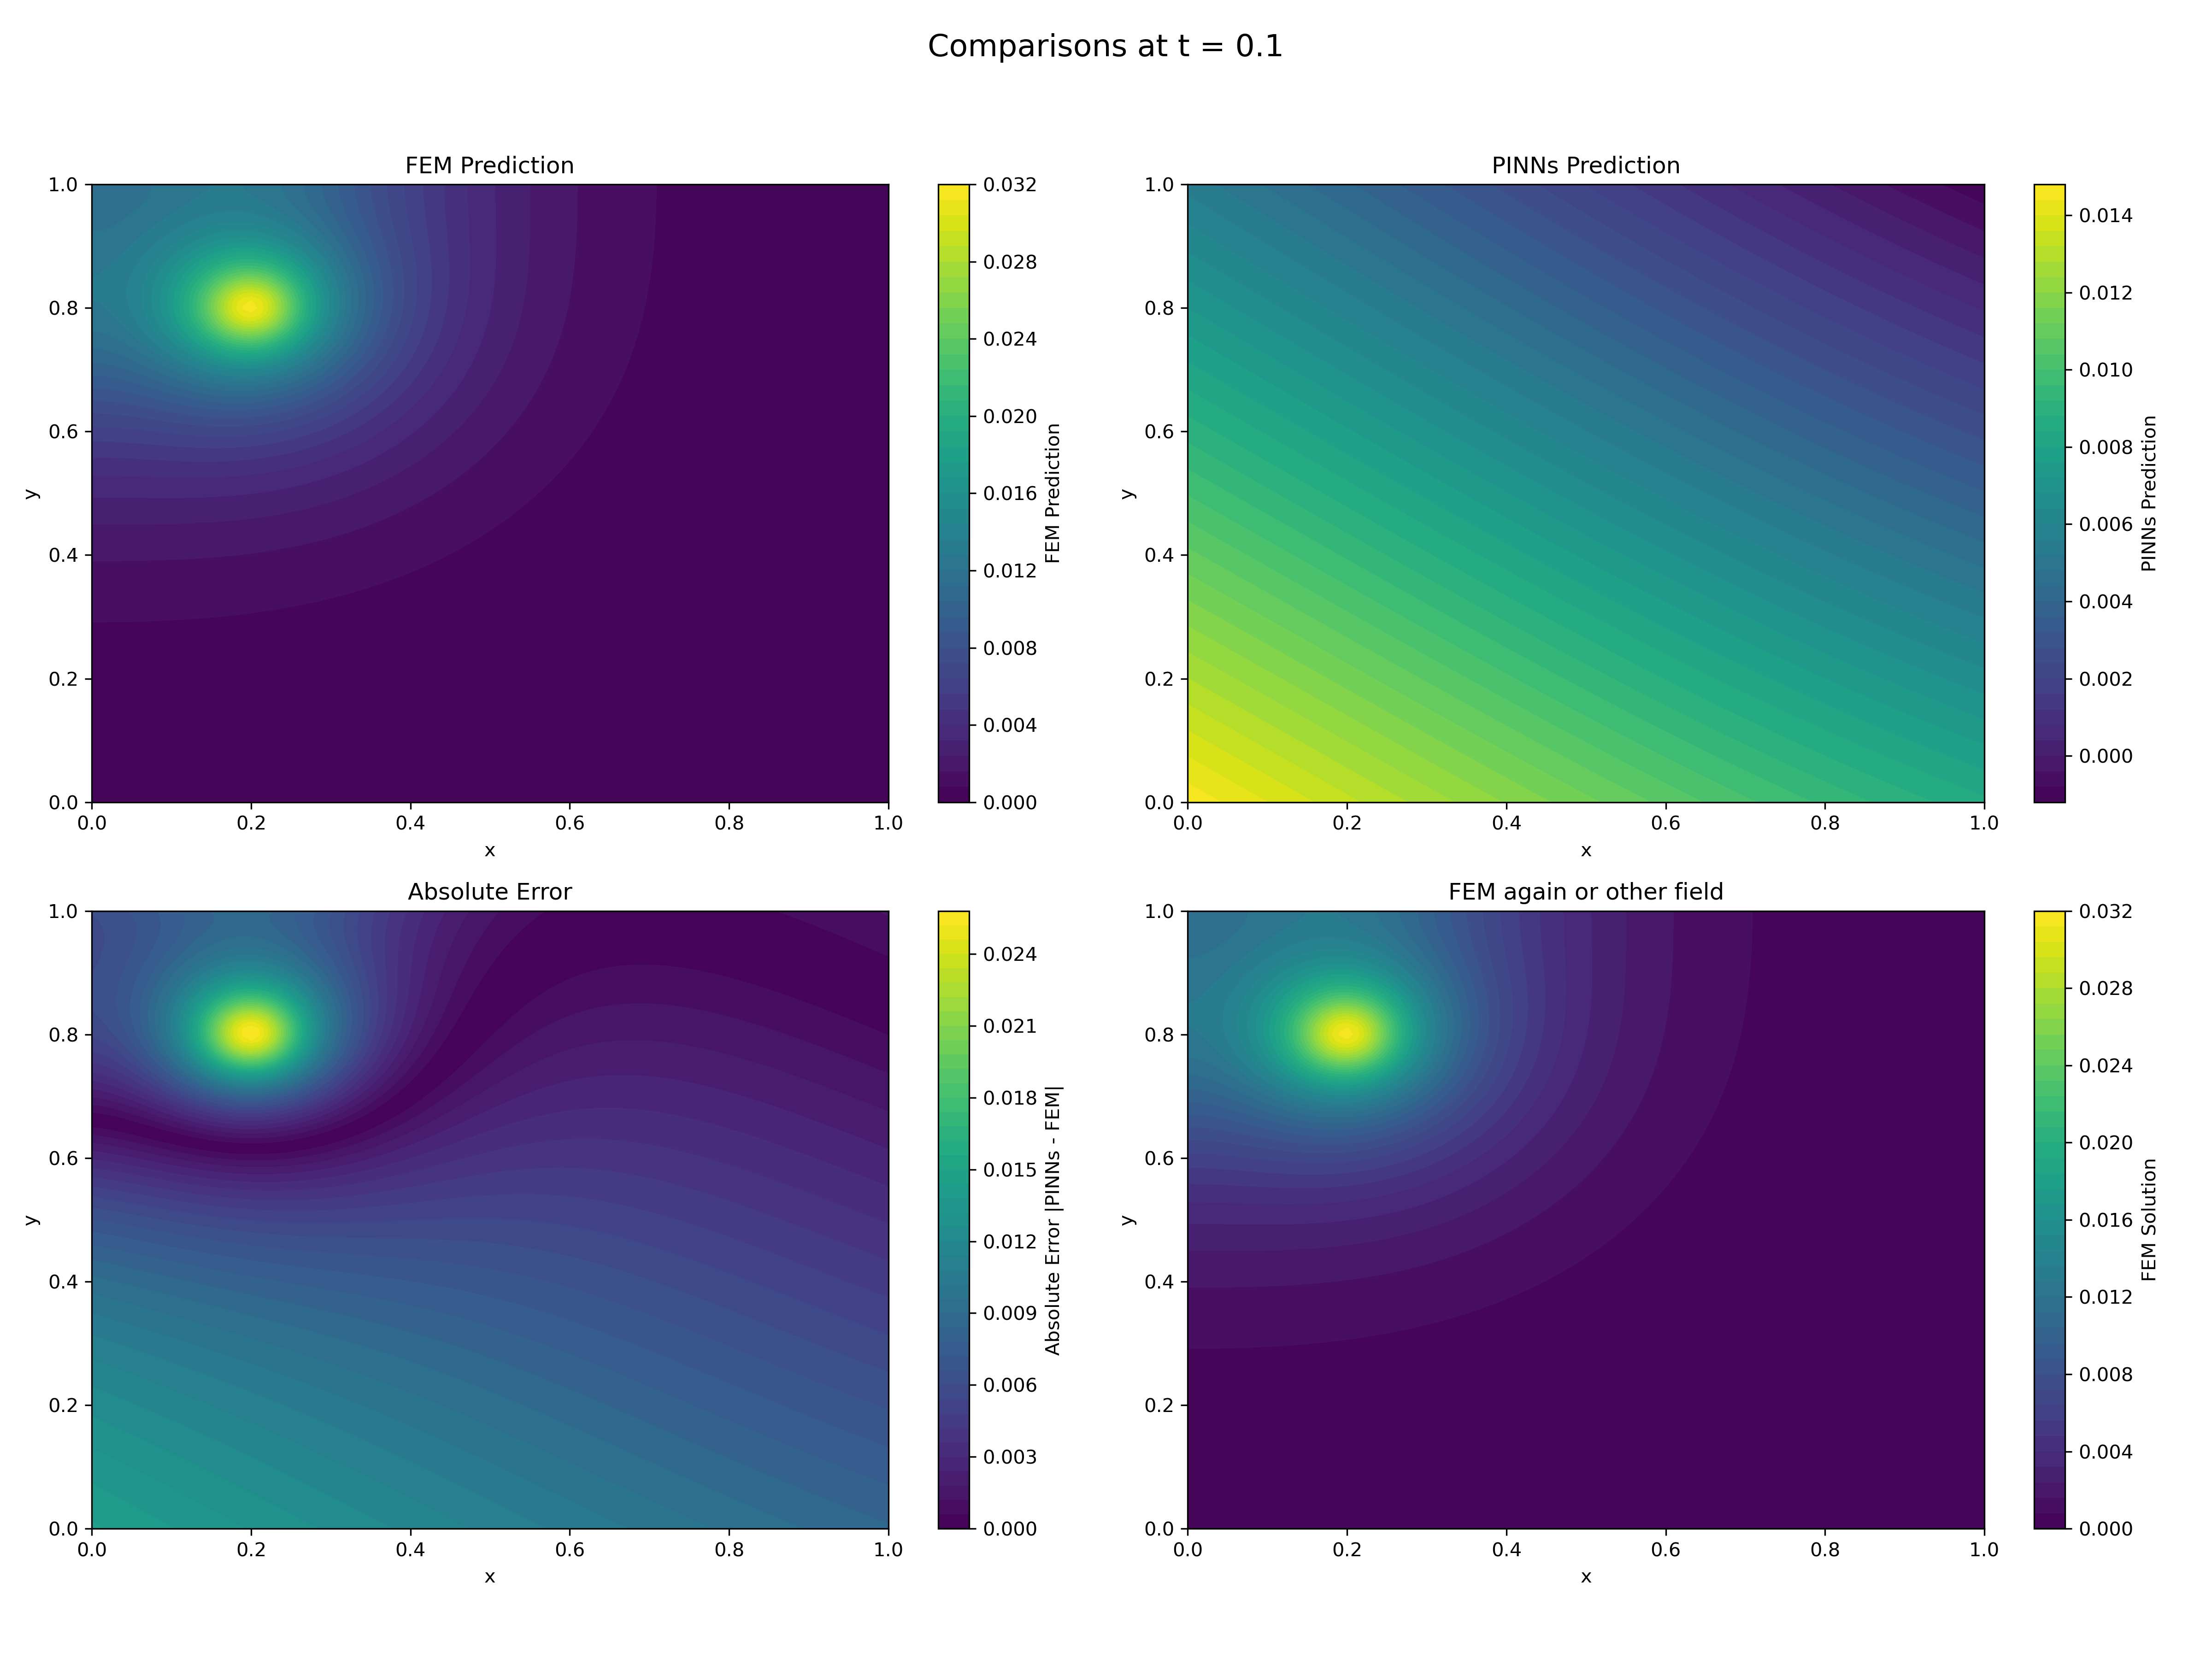 Comparisons at t = 0.1
FEM Prediction
1.0
0.8
0.6
0.4
0.2
0.0
y
0.0 0.2 0.4 0.6 0.8 1.0
x
0.032
0.028
0.024
0.020
0.016
0.012
0.008
0.004
0.000
FEM Prediction
PINNs Prediction
1.0
0.8
0.6
0.4
0.2
0.0
y
0.0 0.2 0.4 0.6 0.8 1.0
x
0.014
0.012
0.010
0.008
0.006
0.004
0.002
0.000
PINNs Prediction
Absolute Error
1.0
0.8
0.6
0.4
0.2
0.0
y
0.0 0.2 0.4 0.6 0.8 1.0
x
0.024
0.021
0.018
0.015
0.012
0.009
0.006
0.003
0.000
Absolute Error |PINNs - FEM|
FEM again or other field
1.0
0.8
0.6
0.4
0.2
0.0
y
0.0 0.2 0.4 0.6 0.8 1.0
x
0.032
0.028
0.024
0.020
0.016
0.012
0.008
0.004
0.000
FEM Solution